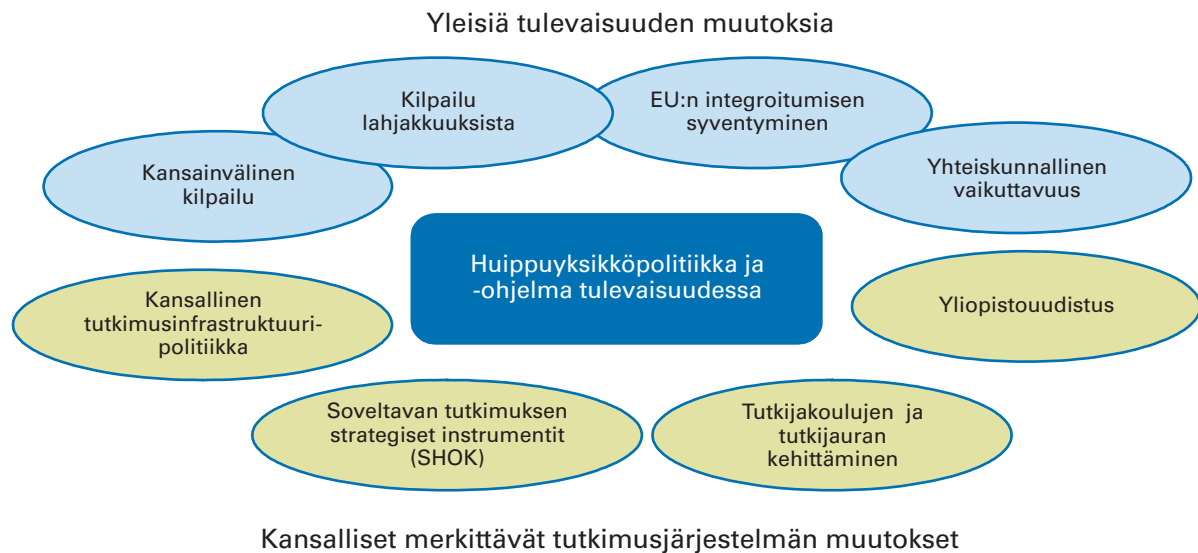 Yleisiä tulevaisuuden muutoksia
Kilpailu
lahjakkuuksista
EU:n integroitumisen
syventyminen
Kansainvälinen
kilpailu
Yhteiskunnallinen
vaikuttavuus
Huippuyksikköpolitiikka ja
-ohjelma tulevaisuudessa
Kansallinen
tutkimusinfrastruktuuri-
politiikka
Yliopistouudistus
Soveltavan tutkimuksen
strategiset instrumentit
(SHOK)
Tutkijakoulujen ja
tutkijauran
kehittäminen
Kansalliset merkittävät tutkimusjärjestelmän muutokset